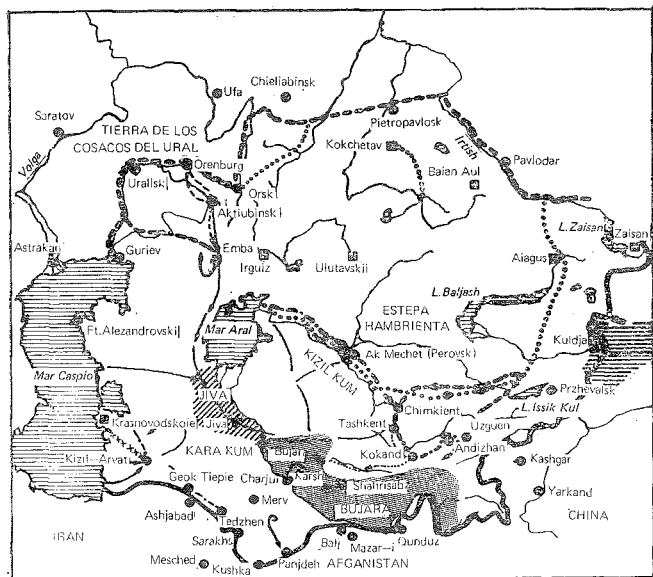 Ufa
Chieliabinsk
Saratov
TIERRA DE LOS
COSACOS DEL URAL
Volga
Pietropavlosk
Kokchetav
Irtish
Orenburg
Baian Aul
Pavlodar
Urallsk
Orsk
Aktiubinsk
L. Zaisan
Zaisan
Astrakan
Guriev
Emba
Irguiz
Ulutavskii
Aiagus
L. Baljash
ESTEPA
HAMBRIENTA
Ft. Alezandrovski
Mar Aral
Kuldja
KIZIL KUM
Ak Mechet (Perovsk)
Mar Caspio
JIVA
Przhevalsk
Chimkient
L. Issik Kul
Krasnovodskoie
Jiva
Tashkent
Uzguen
Andizhan
KARA KUM
Bujara
Kokand
Kashgar
Kizil-Arvat
Karshi
Geok Tiepie
Charjui
Shahrisab
Yarkand
Merv
BUJARA
CHINA
Ashjabad
Tedzhen
IRAN
Sarakhs
Balj
Qunduz
Mazar-i
Mesched
Kushka
Punjdeh
AFGANISTAN